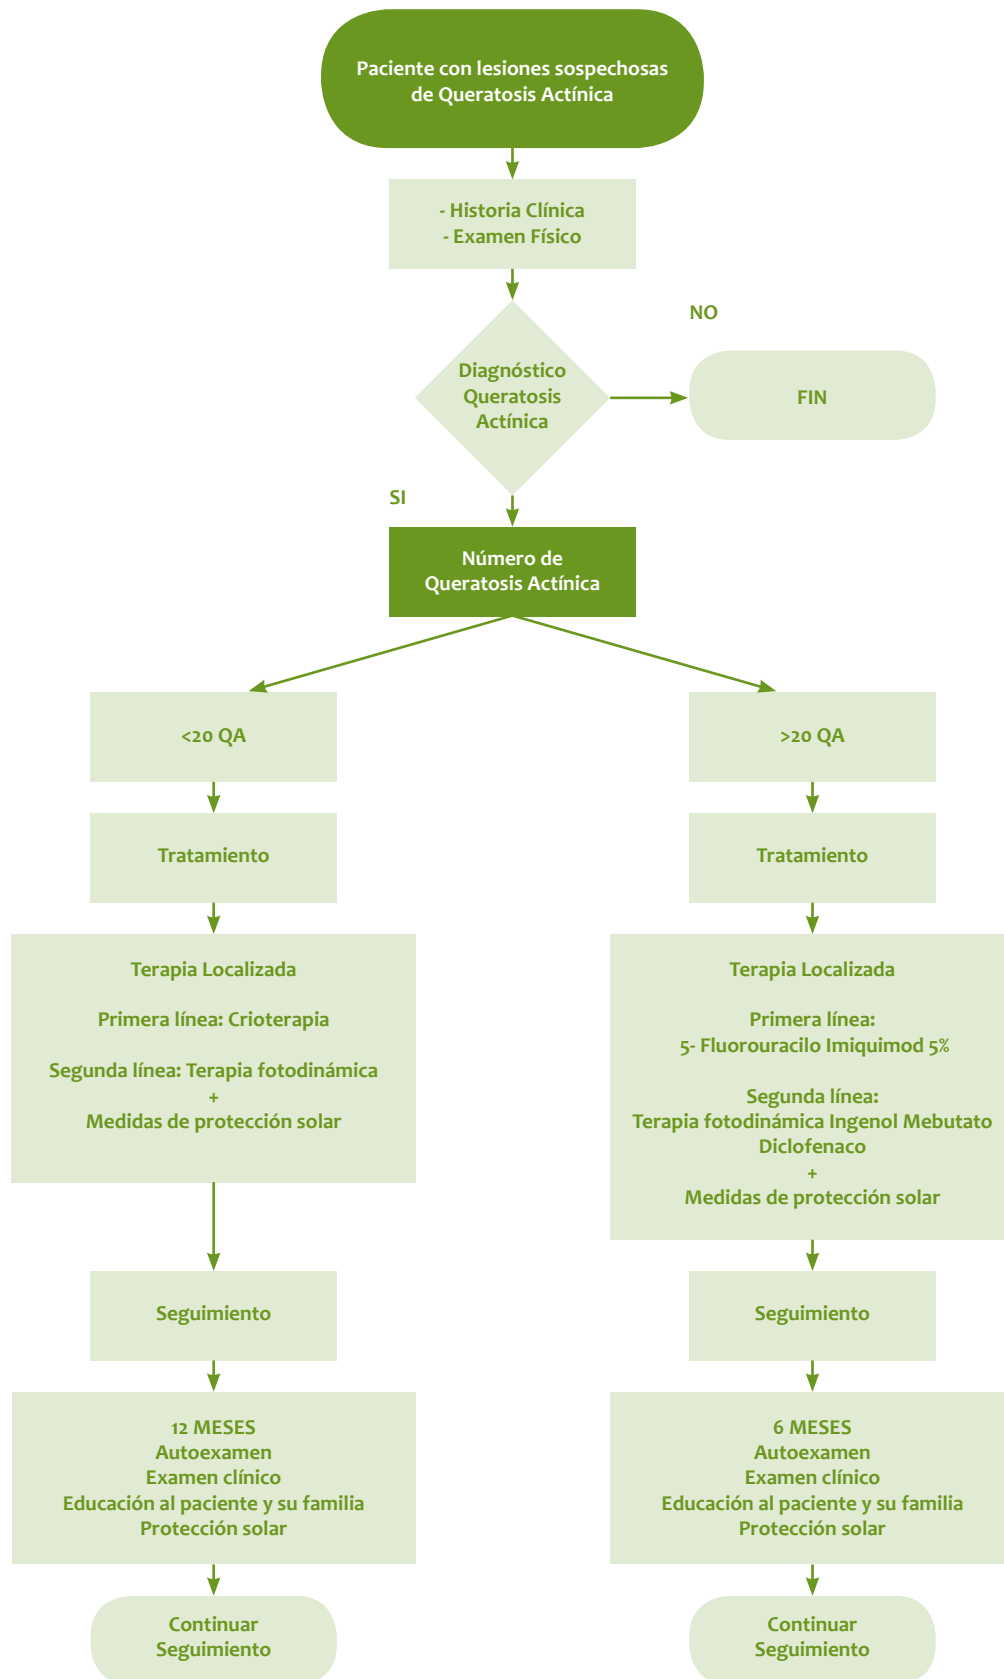 Paciente con lesiones sospechosas
de Queratosis Actínica
- Historia Clínica
- Examen Físico
Diagnóstico
Queratosis
Actínica
NO
FIN
SI
Número de
Queratosis Actínica
<20 QA
Tratamiento
Terapia Localizada
Primera línea: Crioterapia
Segunda línea: Terapia fotodinámica
+
Medidas de protección solar
Seguimiento
12 MESES
Autoexamen
Examen clínico
Educación al paciente y su familia
Protección solar
Continuar
Seguimiento
>20 QA
Tratamiento
Terapia Localizada
Primera línea:
5- Fluorouracilo Imiquimod 5%
Segunda línea:
Terapia fotodinámica Ingenol Mebutato
Diclofenaco
+
Medidas de protección solar
Seguimiento
6 MESES
Autoexamen
Examen clínico
Educación al paciente y su familia
Protección solar
Continuar
Seguimiento